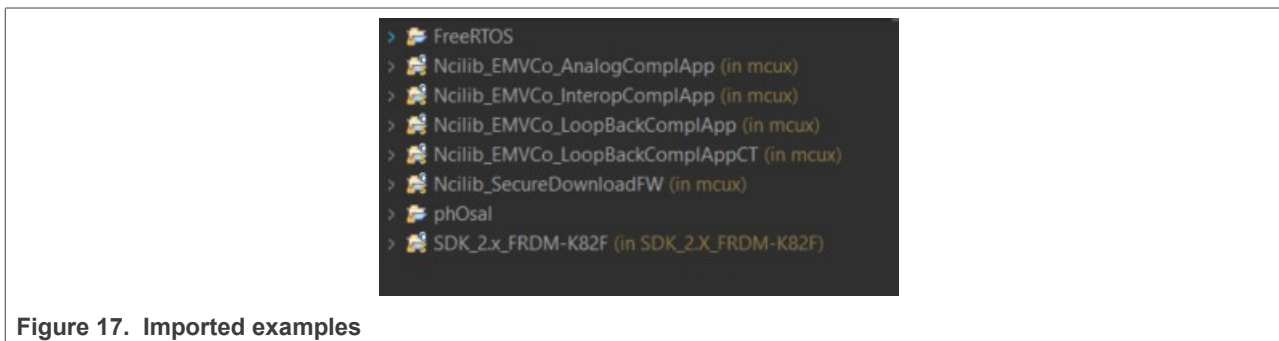 FreeRTOS
Ncilib_EMVCo_AnalogComplApp (in mcux)
Ncilib_EMVCo_InteropComplApp (in mcux)
Ncilib_EMVCo_LoopBackComplApp (in mcux)
Ncilib_EMVCo_LoopBackComplAppCT (in mcux)
Ncilib_SecureDownloadFW (in mcux)
phOsal
SDK_2.x_FRDM-K82F (in SDK_2.X_FRDM-K82F)
Figure 17. Imported examples